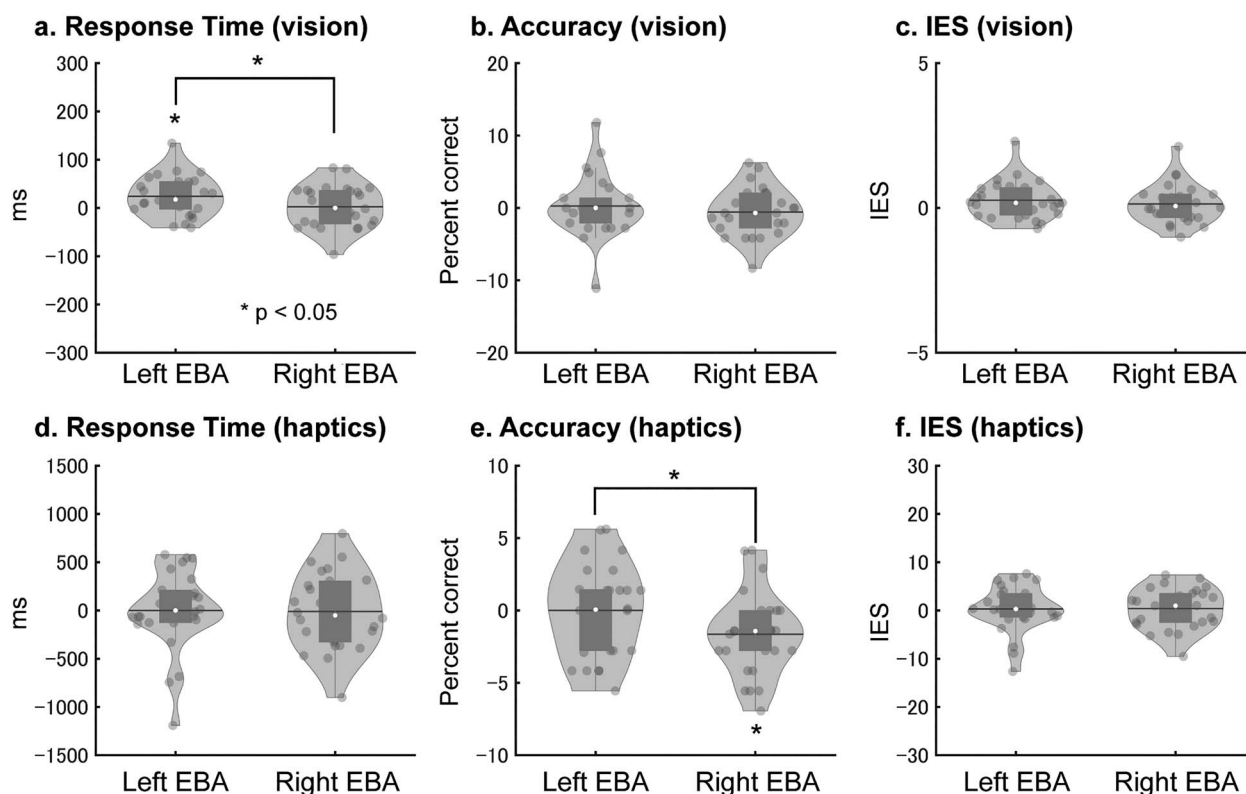 a. Response Time (vision)
300
200
100
0
−100
−200
−300
ms
*
*
* p < 0.05
Left EBA
Right EBA
b. Accuracy (vision)
20
10
0
−10
−20
Percent correct
Left EBA
Right EBA
c. IES (vision)
5
0
−5
IES
Left EBA
Right EBA
d. Response Time (haptics)
1500
1000
500
0
−500
−1000
−1500
ms
Left EBA
Right EBA
e. Accuracy (haptics)
10
5
0
−5
−10
Percent correct
*
*
Left EBA
Right EBA
f. IES (haptics)
30
20
10
0
−10
−20
−30
IES
Left EBA
Right EBA